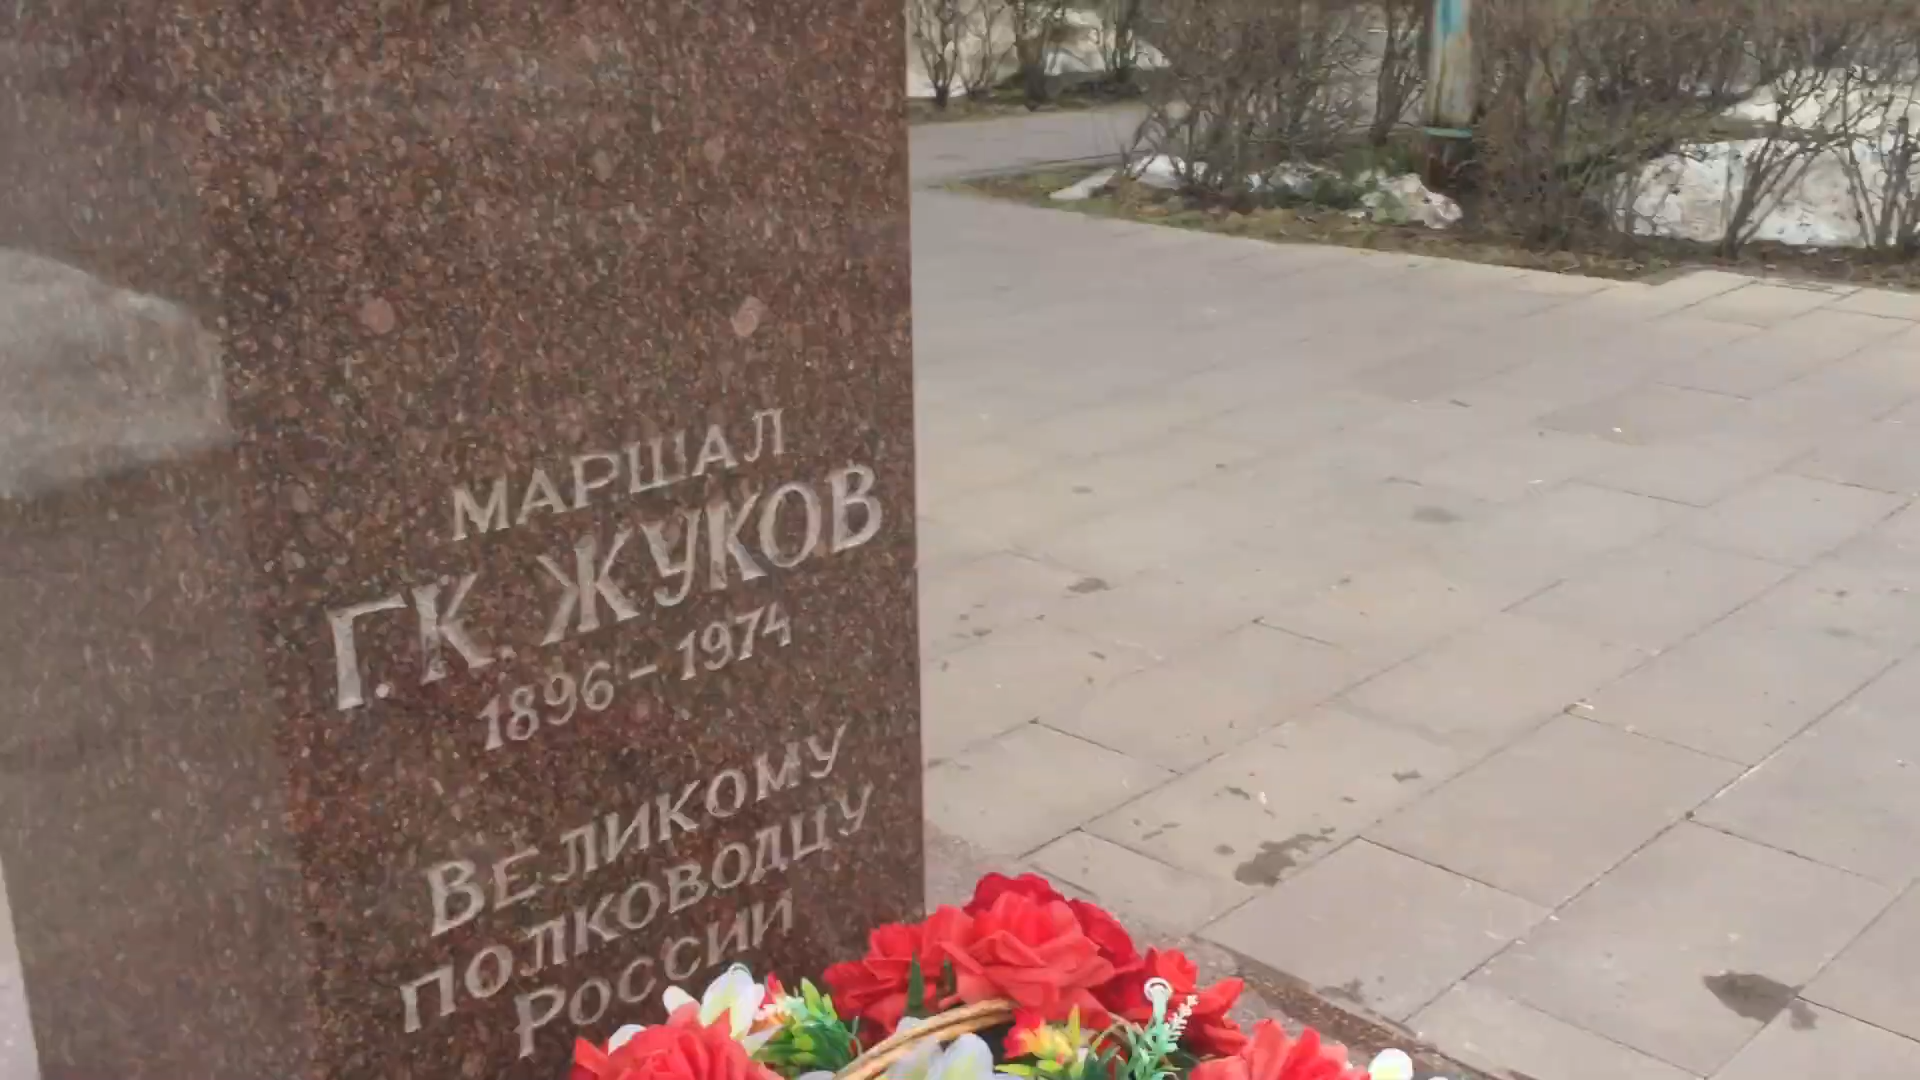 МАРШАЛ
Г.К. ЖУКОВ
1896 – 1974
ВЕЛИКОМУ
ПОЛКОВОДЦУ
РОССИИ